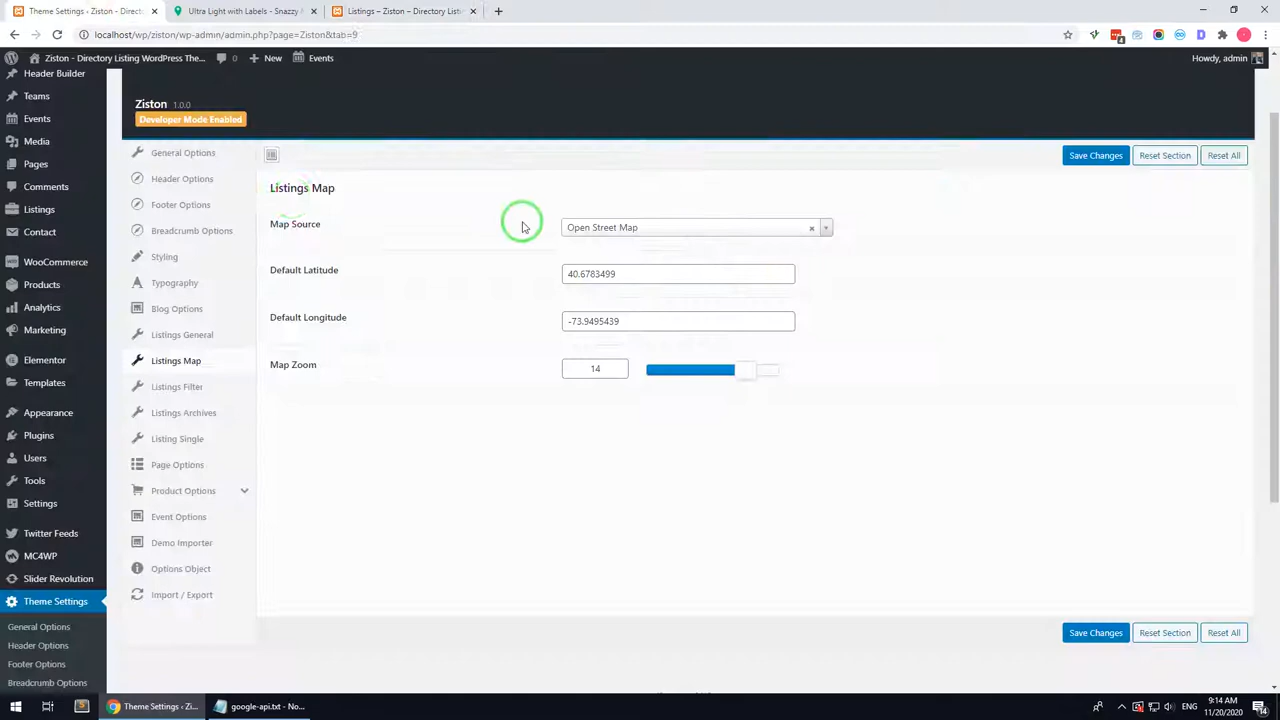 Theme Settings - Ziston - Direc
Ultra Light with Labels - Snazzy
Listings – Ziston – Directory List
localhost/wp/ziston/wp-admin/admin.php?page=Ziston&tab=9
Ziston - Directory Listing WordPress The...
0
New
Events
Howdy, admin
Header Builder
Teams
Events
Media
Pages
Comments
Listings
Contact
WooCommerce
Products
Analytics
Marketing
Elementor
Templates
Appearance
Plugins
Users
Tools
Settings
Twitter Feeds
MC4WP
Slider Revolution
Theme Settings
General Options
Header Options
Footer Options
Breadcrumb Options
Ziston 1.0.0
Developer Mode Enabled
General Options
Header Options
Footer Options
Breadcrumb Options
Styling
Typography
Blog Options
Listings General
Listings Map
Listings Filter
Listings Archives
Listing Single
Page Options
Product Options
Event Options
Demo Importer
Options Object
Import / Export
Save Changes
Reset Section
Reset All
Listings Map
Map Source
Open Street Map
Default Latitude
40.6783499
Default Longitude
-73.9495439
Map Zoom
14
Save Changes
Reset Section
Reset All
Theme Settings - Zi...
google-api.txt - No...
ENG
9:14 AM
11/20/2020
14